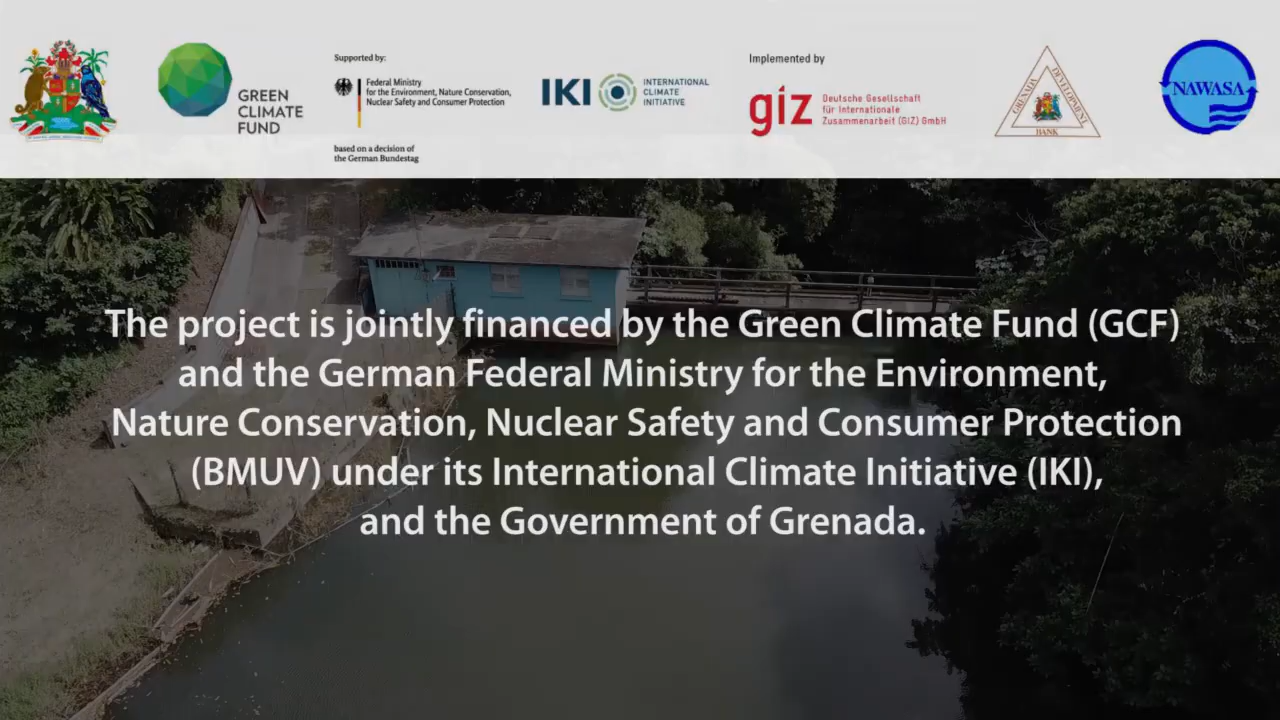 GREEN
CLIMATE
FUND
Supported by:
Federal Ministry
for the Environment, Nature Conservation,
Nuclear Safety and Consumer Protection
based on a decision of
the German Bundestag
IKI
INTERNATIONAL
CLIMATE
INITIATIVE
Implemented by
giz
Deutsche Gesellschaft
für Internationale
Zusammenarbeit (GIZ) GmbH
GRENADA
DEVELOPMENT
BANK
NAWASA
The project is jointly financed by the Green Climate Fund (GCF)
and the German Federal Ministry for the Environment,
Nature Conservation, Nuclear Safety and Consumer Protection
(BMUV) under its International Climate Initiative (IKI),
and the Government of Grenada.